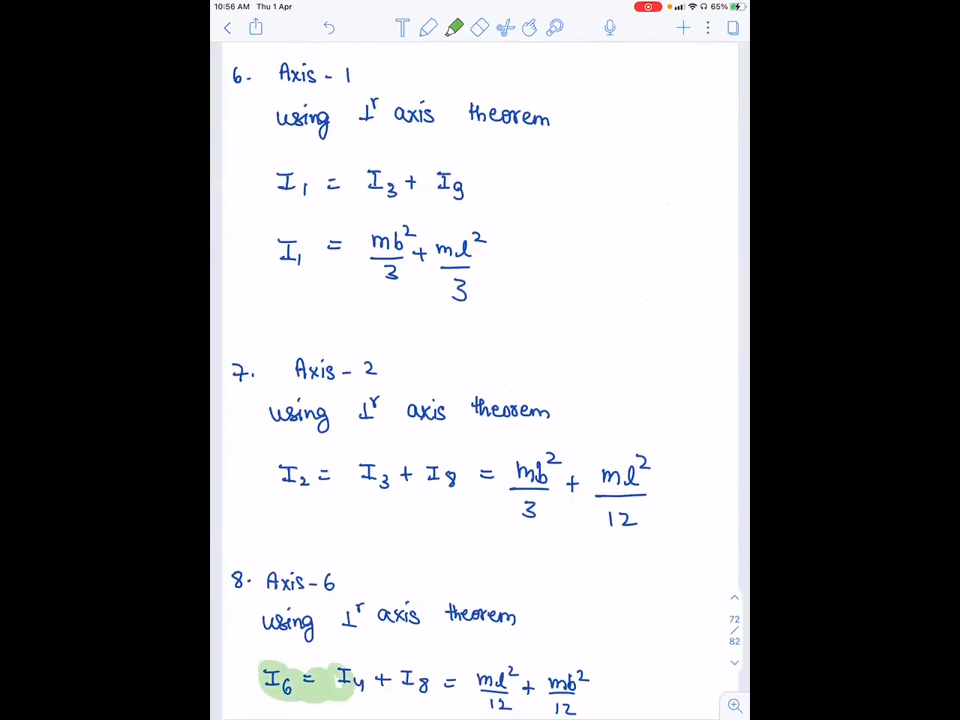 10:56 AM Thu 1 Apr 65%
T
6. Axis - 1
using ⊥r axis theorem
I₁ = I₃ + I₉
I₁ = mb²/3 + ml²/3
7. Axis - 2
using ⊥r axis theorem
I₂ = I₃ + I₈ = mb²/3 + ml²/12
8. Axis - 6
using ⊥r axis theorem
I₆ = I₄ + I₈ = ml²/12 + mb²/12
72
/
82